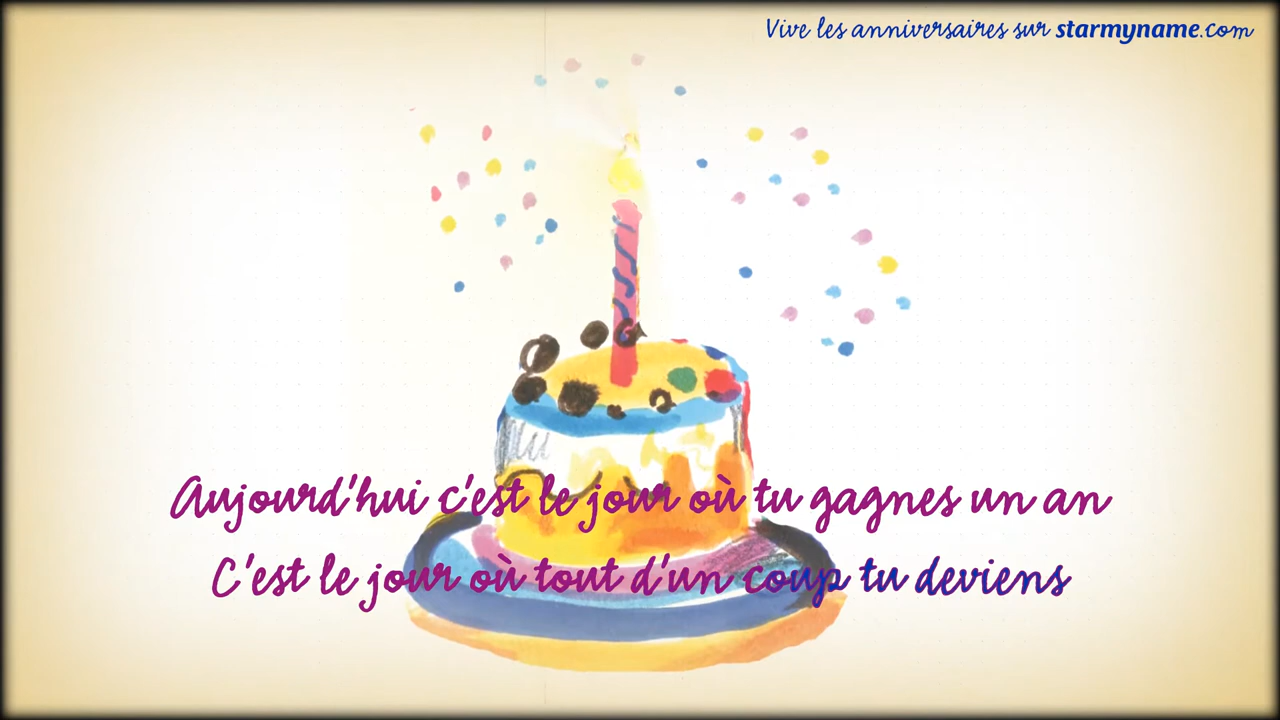 Vive les anniversaires sur starmyname.com
Aujourd'hui c'est le jour où tu gagnes un an
C'est le jour où tout d'un coup tu deviens